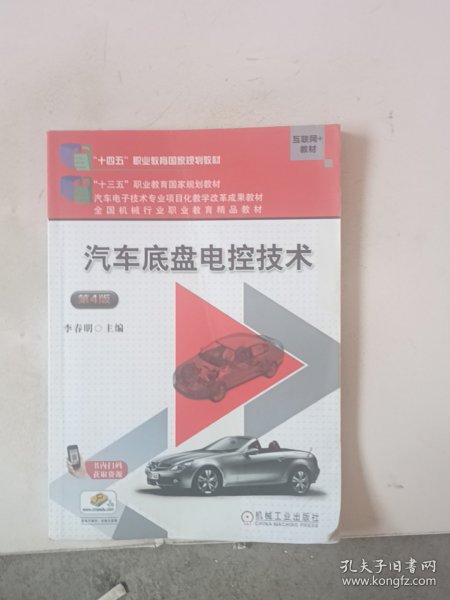 "十四五"职业教育国家规划教材
互联网+
教材
"十三五"职业教育国家规划教材
汽车电子技术专业项目化教学改革成果教材
全国机械行业职业教育精品教材
汽车底盘电控技术
第4版
李春明○主编
书内扫码
获取资源
www.cmpedu.com
机械工业出版社
CHINA MACHINE PRESS
孔夫子旧书网
www.kongfz.com